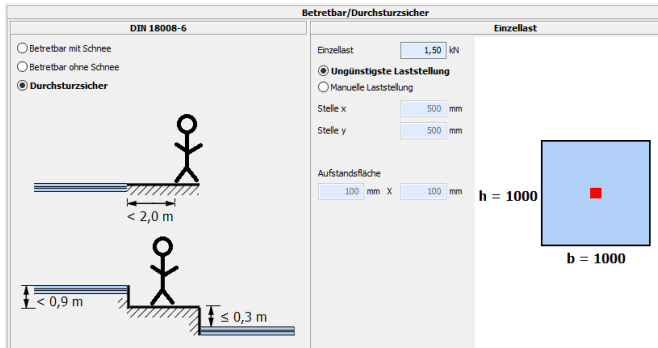 Betretbar/Durchsturzsicher
DIN 18008-6
Betretbar mit Schnee
Betretbar ohne Schnee
Durchsturzsicher
< 2,0 m
< 0,9 m
≤ 0,3 m
Einzellast
Einzellast 1,50 kN
Ungünstigste Laststellung
Manuelle Laststellung
Stelle x 500 mm
Stelle y 500 mm
Aufstandsfläche
100 mm X 100 mm
h = 1000
b = 1000